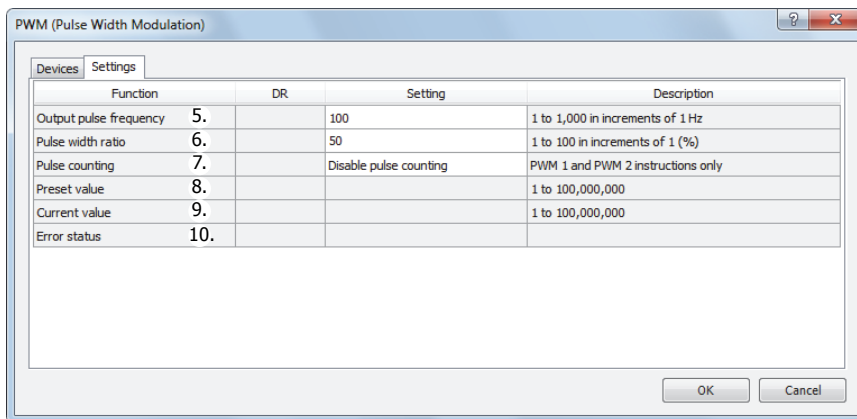 PWM (Pulse Width Modulation)
Devices Settings
Function DR Setting Description
Output pulse frequency 5. 100 1 to 1,000 in increments of 1 Hz
Pulse width ratio 6. 50 1 to 100 in increments of 1 (%)
Pulse counting 7. Disable pulse counting PWM 1 and PWM 2 instructions only
Preset value 8. 1 to 100,000,000
Current value 9. 1 to 100,000,000
Error status 10.
OK Cancel